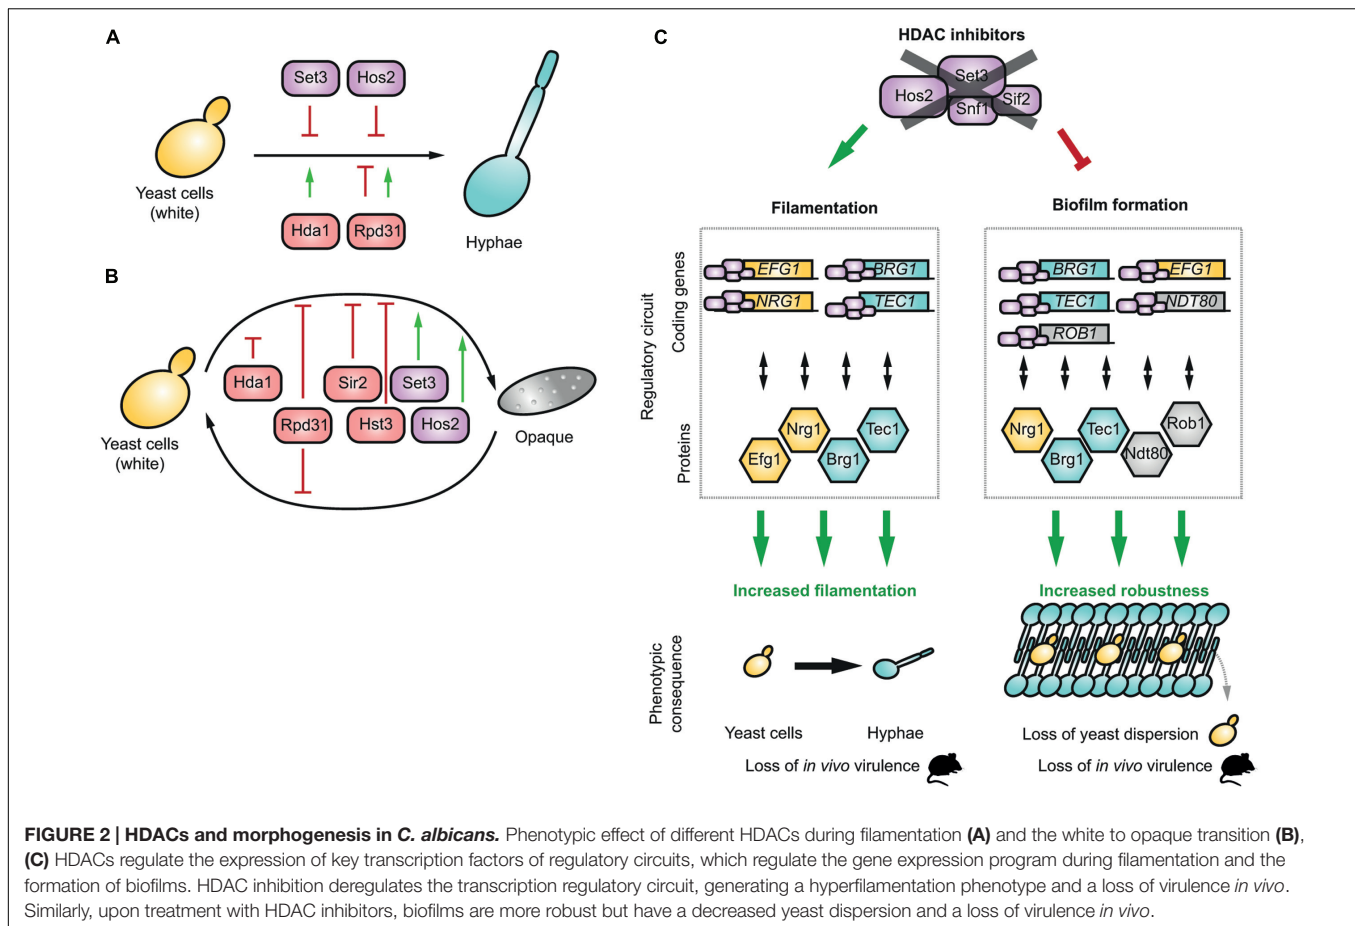 A
Set3
Hos2
Yeast cells
(white)
Hda1
Rpd31
Hyphae
B
Hda1
Sir2
Set3
Rpd31
Hst3
Hos2
Yeast cells
(white)
Opaque
C
HDAC inhibitors
Set3
Hos2
Snf1
Sif2
Filamentation
Biofilm formation
Regulatory circuit
Coding genes
EFG1
BRG1
NRG1
TEC1
BRG1
EFG1
TEC1
NDT80
ROB1
Proteins
Nrg1
Tec1
Efg1
Brg1
Nrg1
Tec1
Rob1
Brg1
Ndt80
Increased filamentation
Increased robustness
Phenotypic
consequence
Yeast cells
Hyphae
Loss of in vivo virulence
Loss of yeast dispersion
Loss of in vivo virulence
FIGURE 2 | HDACs and morphogenesis in C. albicans. Phenotypic effect of different HDACs during filamentation (A) and the white to opaque transition (B),
(C) HDACs regulate the expression of key transcription factors of regulatory circuits, which regulate the gene expression program during filamentation and the
formation of biofilms. HDAC inhibition deregulates the transcription regulatory circuit, generating a hyperfilamentation phenotype and a loss of virulence in vivo.
Similarly, upon treatment with HDAC inhibitors, biofilms are more robust but have a decreased yeast dispersion and a loss of virulence in vivo.